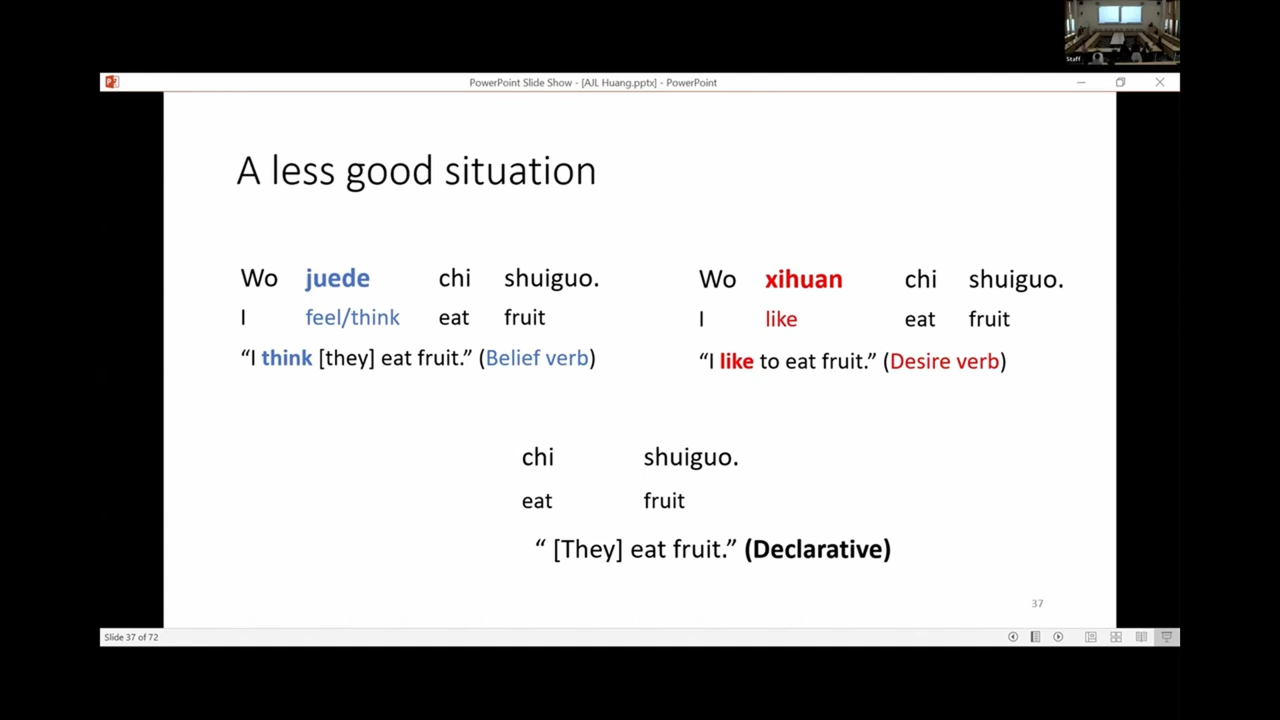 Staff
PowerPoint Slide Show - [AJL Huang.pptx] - PowerPoint
A less good situation
Wo juede chi shuiguo.
I feel/think eat fruit
“I think [they] eat fruit.” (Belief verb)
Wo xihuan chi shuiguo.
I like eat fruit
“I like to eat fruit.” (Desire verb)
chi shuiguo.
eat fruit
“ [They] eat fruit.” (Declarative)
37
Slide 37 of 72